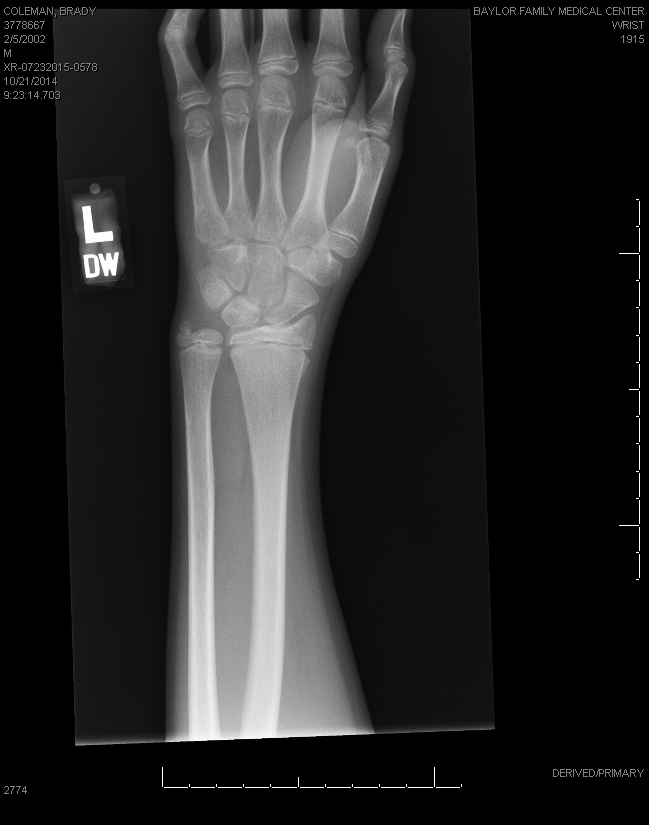 COLEMAN, BRADY
3778667
2/5/2002
M
XR-07232015-0578
10/21/2014
9:23:14.703
BAYLOR FAMILY MEDICAL CENTER
WRIST
1915
L
DW
DERIVED/PRIMARY
2774